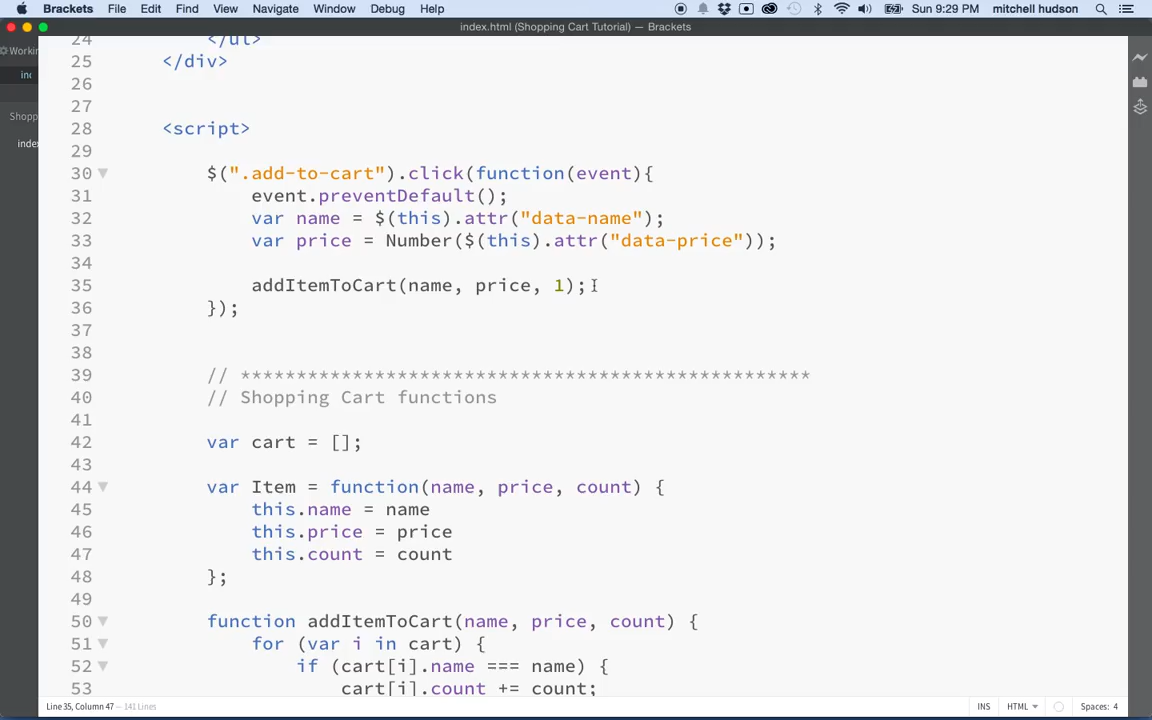 Brackets File Edit View Navigate Window Debug Help Sun 9:29 PM mitchell hudson
index.html (Shopping Cart Tutorial) — Brackets
24 </ul>
25 </div>
26
27
28 <script>
29
30 $(".add-to-cart").click(function(event){
31 event.preventDefault();
32 var name = $(this).attr("data-name");
33 var price = Number($(this).attr("data-price"));
34
35 addItemToCart(name, price, 1);
36 });
37
38
39 // ***************************************************
40 // Shopping Cart functions
41
42 var cart = [];
43
44 var Item = function(name, price, count) {
45 this.name = name
46 this.price = price
47 this.count = count
48 };
49
50 function addItemToCart(name, price, count) {
51 for (var i in cart) {
52 if (cart[i].name === name) {
53 cart[i].count += count;
Workin
Shopp
index
Line 35, Column 47 — 141 Lines INS HTML Spaces: 4